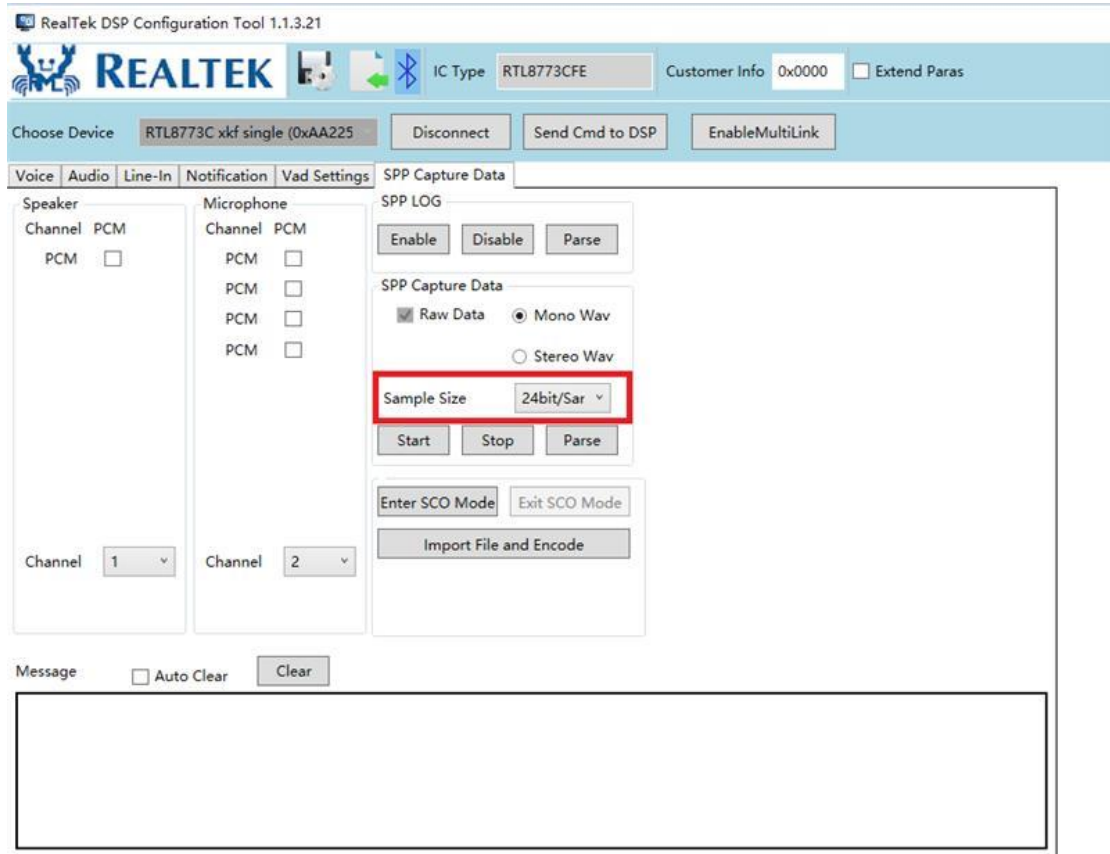 RealTek DSP Configuration Tool 1.1.3.21
REALTEK IC Type RTL8773CFE Customer Info 0x0000 Extend Paras
Choose Device RTL8773C xkf single (0xAA225 Disconnect Send Cmd to DSP EnableMultiLink
Voice Audio Line-In Notification Vad Settings SPP Capture Data
Speaker
Channel PCM
PCM
Channel 1
Microphone
Channel PCM
PCM
PCM
PCM
PCM
Channel 2
SPP LOG
Enable Disable Parse
SPP Capture Data
Raw Data Mono Wav
Stereo Wav
Sample Size 24bit/Sar
Start Stop Parse
Enter SCO Mode Exit SCO Mode
Import File and Encode
Message Auto Clear Clear